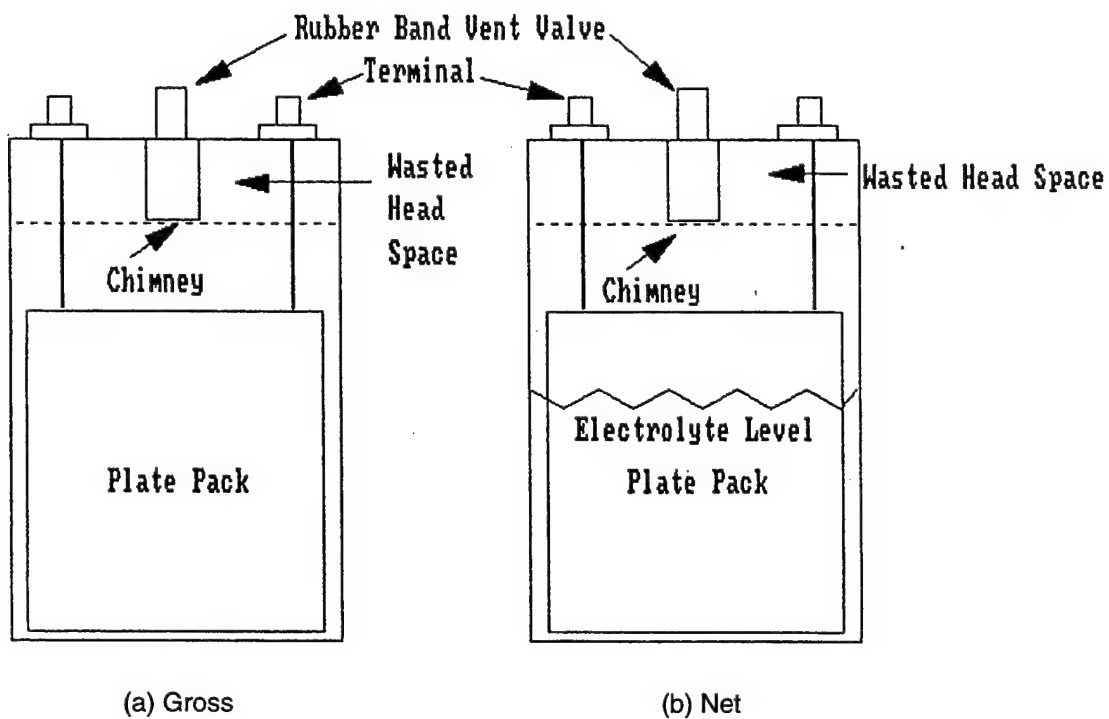 Rubber Band Vent Valve
Terminal
Wasted
Head
Space
Wasted Head Space
Chimney
Chimney
Electrolyte Level
Plate Pack
Plate Pack
(a) Gross
(b) Net